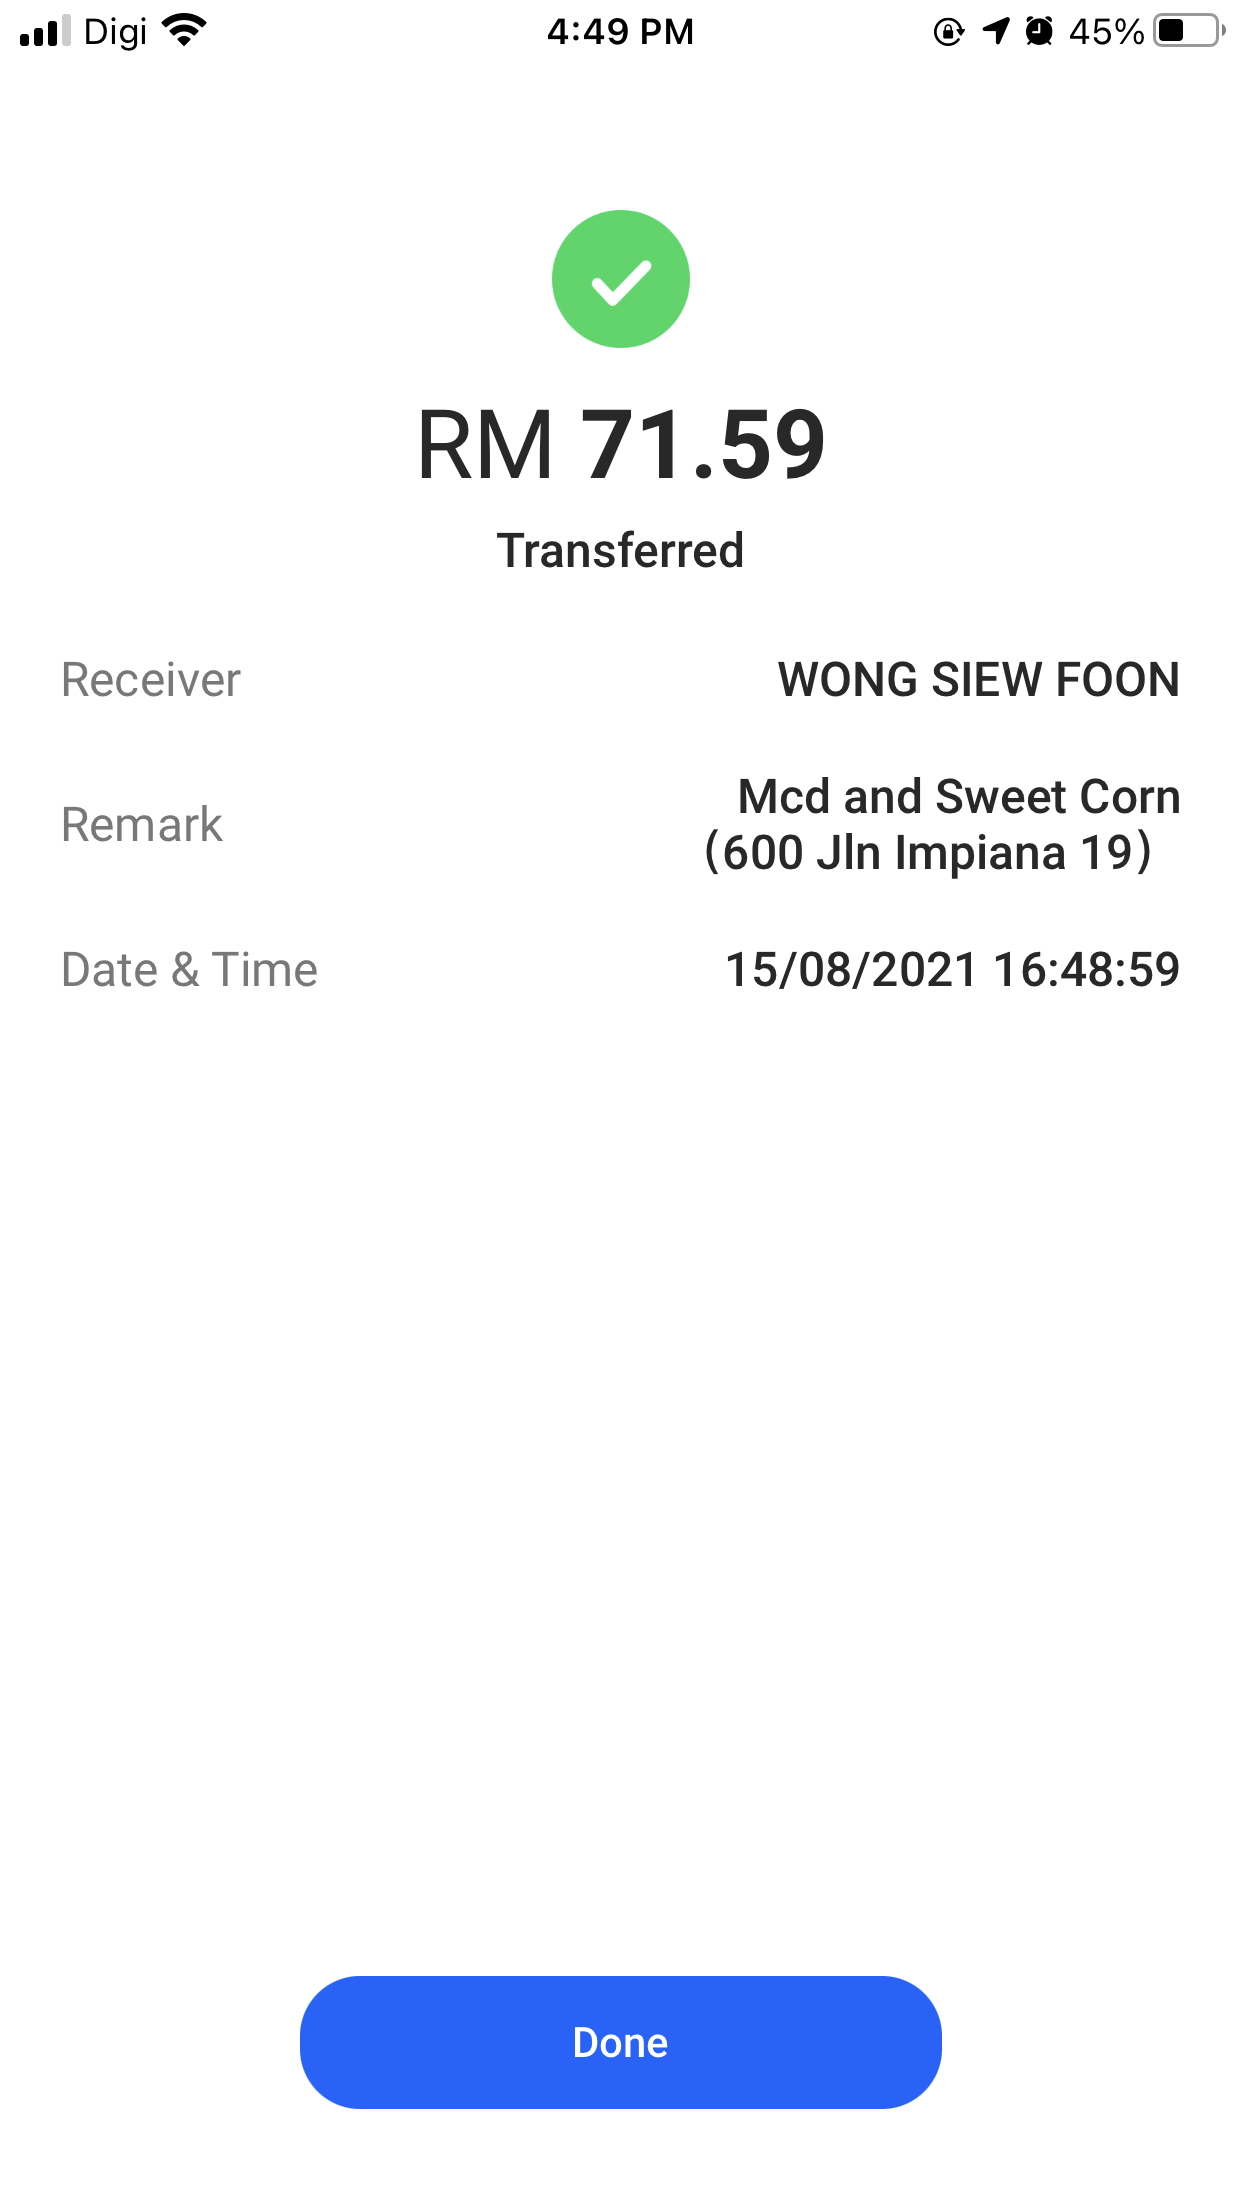 Digi 4:49 PM 45%
RM 71.59
Transferred
Receiver WONG SIEW FOON
Remark Mcd and Sweet Corn
(600 Jln Impiana 19)
Date & Time 15/08/2021 16:48:59
Done